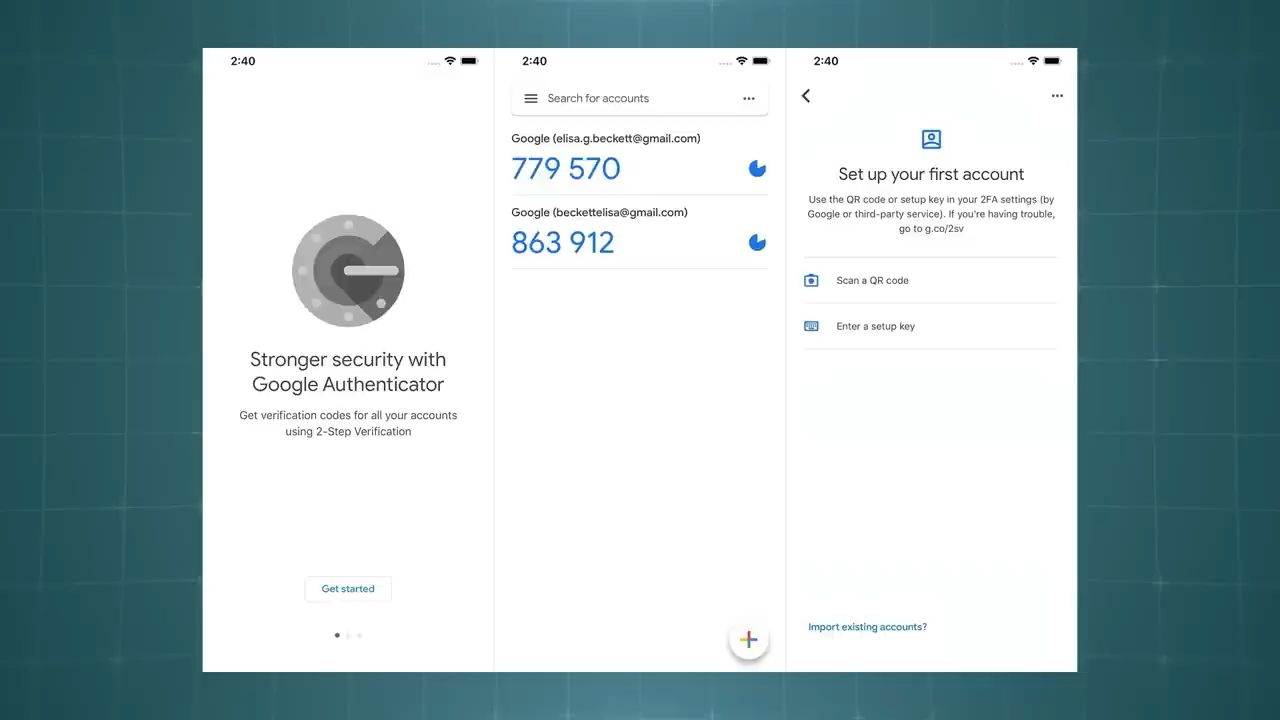 2:40
Stronger security with
Google Authenticator
Get verification codes for all your accounts
using 2-Step Verification
Get started
2:40
Search for accounts
Google (elisa.g.beckett@gmail.com)
779 570
Google (beckettelisa@gmail.com)
863 912
2:40
Set up your first account
Use the QR code or setup key in your 2FA settings (by
Google or third-party service). If you're having trouble,
go to g.co/2sv
Scan a QR code
Enter a setup key
Import existing accounts?